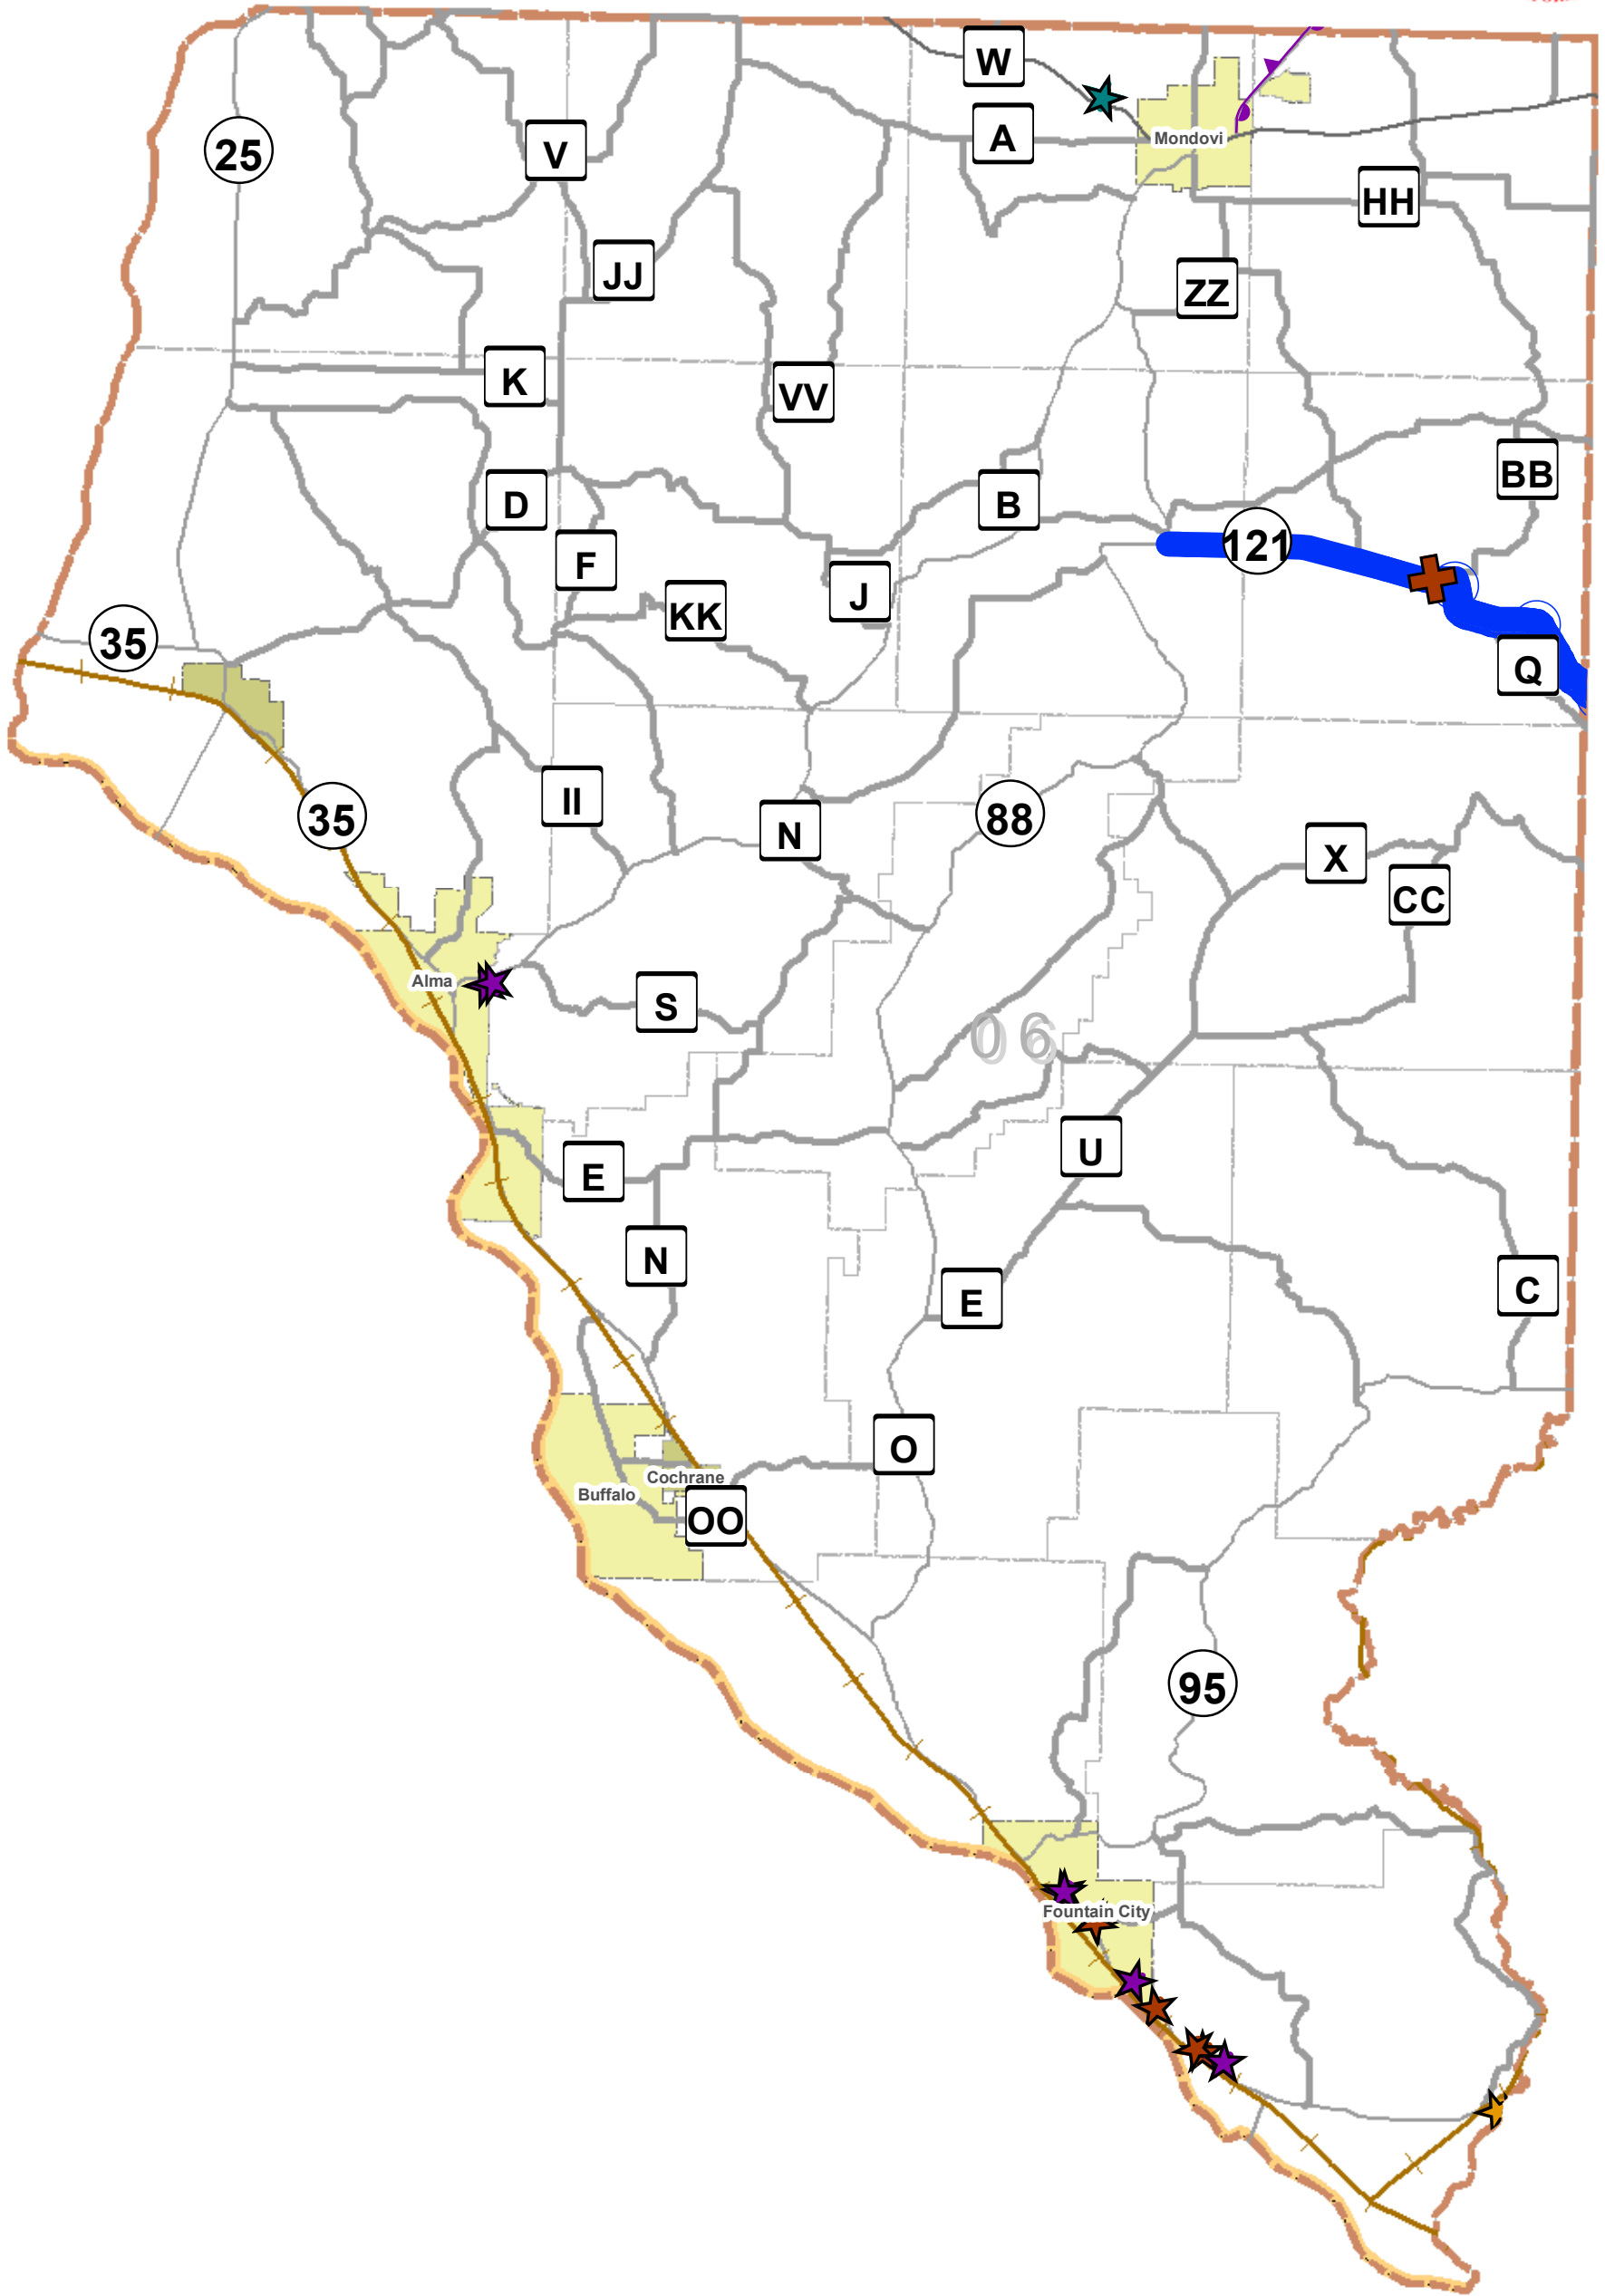 W
A
Mondovi
25
V
HH
JJ
ZZ
K
VV
D
B
BB
F
121
J
KK
35
Q
35
II
88
N
X
CC
Alma
S
06
U
E
N
E
C
O
Cochrane
Buffalo
OO
95
Fountain City